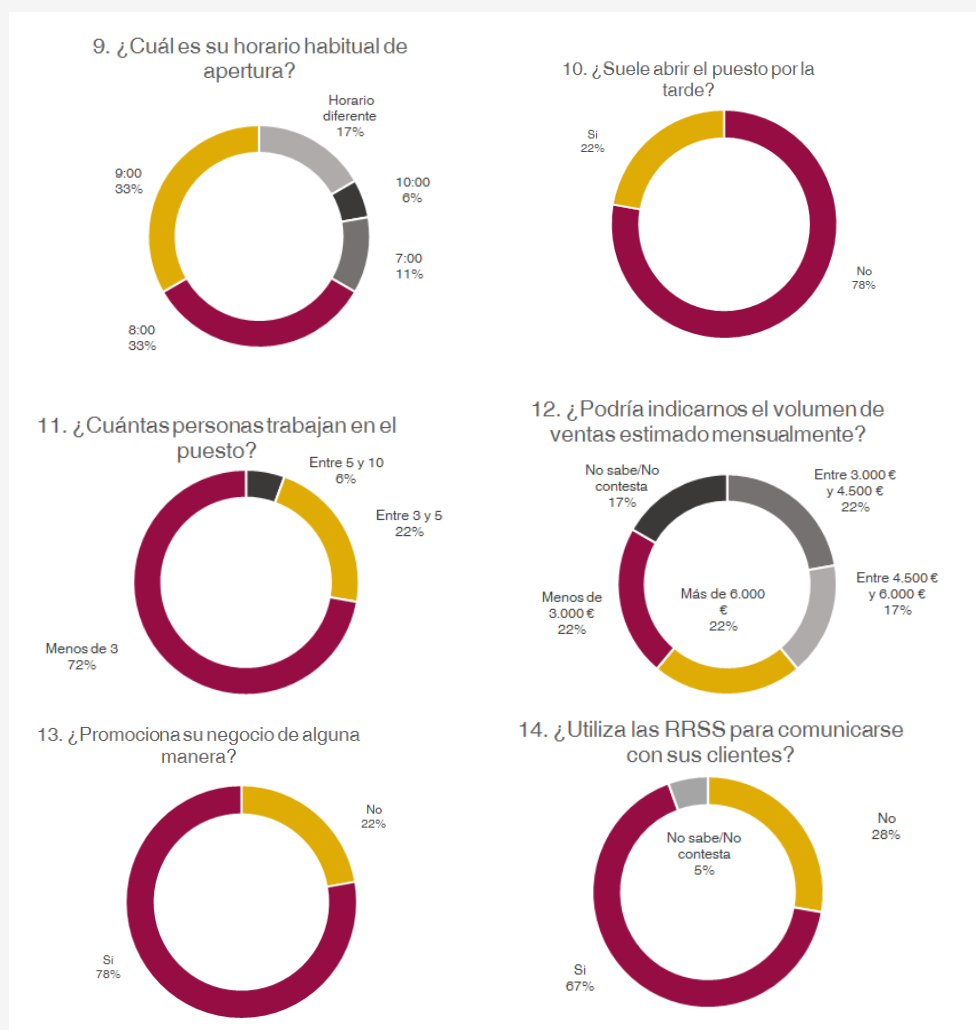 9. ¿Cuál es su horario habitual de
apertura?
Horario
diferente
17%
10:00
6%
7:00
11%
8:00
33%
9:00
33%
10. ¿Suele abrir el puesto por la
tarde?
Si
22%
No
78%
11. ¿Cuántas personas trabajan en el
puesto?
Entre 5 y 10
6%
Entre 3 y 5
22%
Menos de 3
72%
12. ¿Podría indicarnos el volumen de
ventas estimado mensualmente?
No sabe/No
contesta
17%
Entre 3.000 €
y 4.500 €
22%
Entre 4.500 €
y 6.000 €
17%
Más de 6.000
€
22%
Menos de
3.000 €
22%
13. ¿Promociona su negocio de alguna
manera?
No
22%
Si
78%
14. ¿Utiliza las RRSS para comunicarse
con sus clientes?
No sabe/No
contesta
5%
No
28%
Si
67%